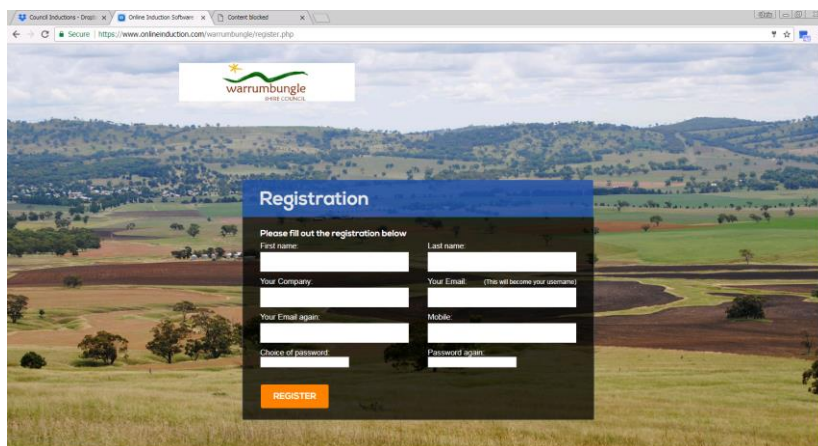 Council Inductions - Dropb
Online Induction Software
Content blocked
Secure
https://www.onlineinduction.com/warrumbungle/register.php
warrumbungle
SHIRE COUNCIL
Registration
Please fill out the registration below
First name:
Last name:
Your Company:
Your Email: (This will become your username)
Your Email again:
Mobile:
Choice of password:
Password again:
REGISTER